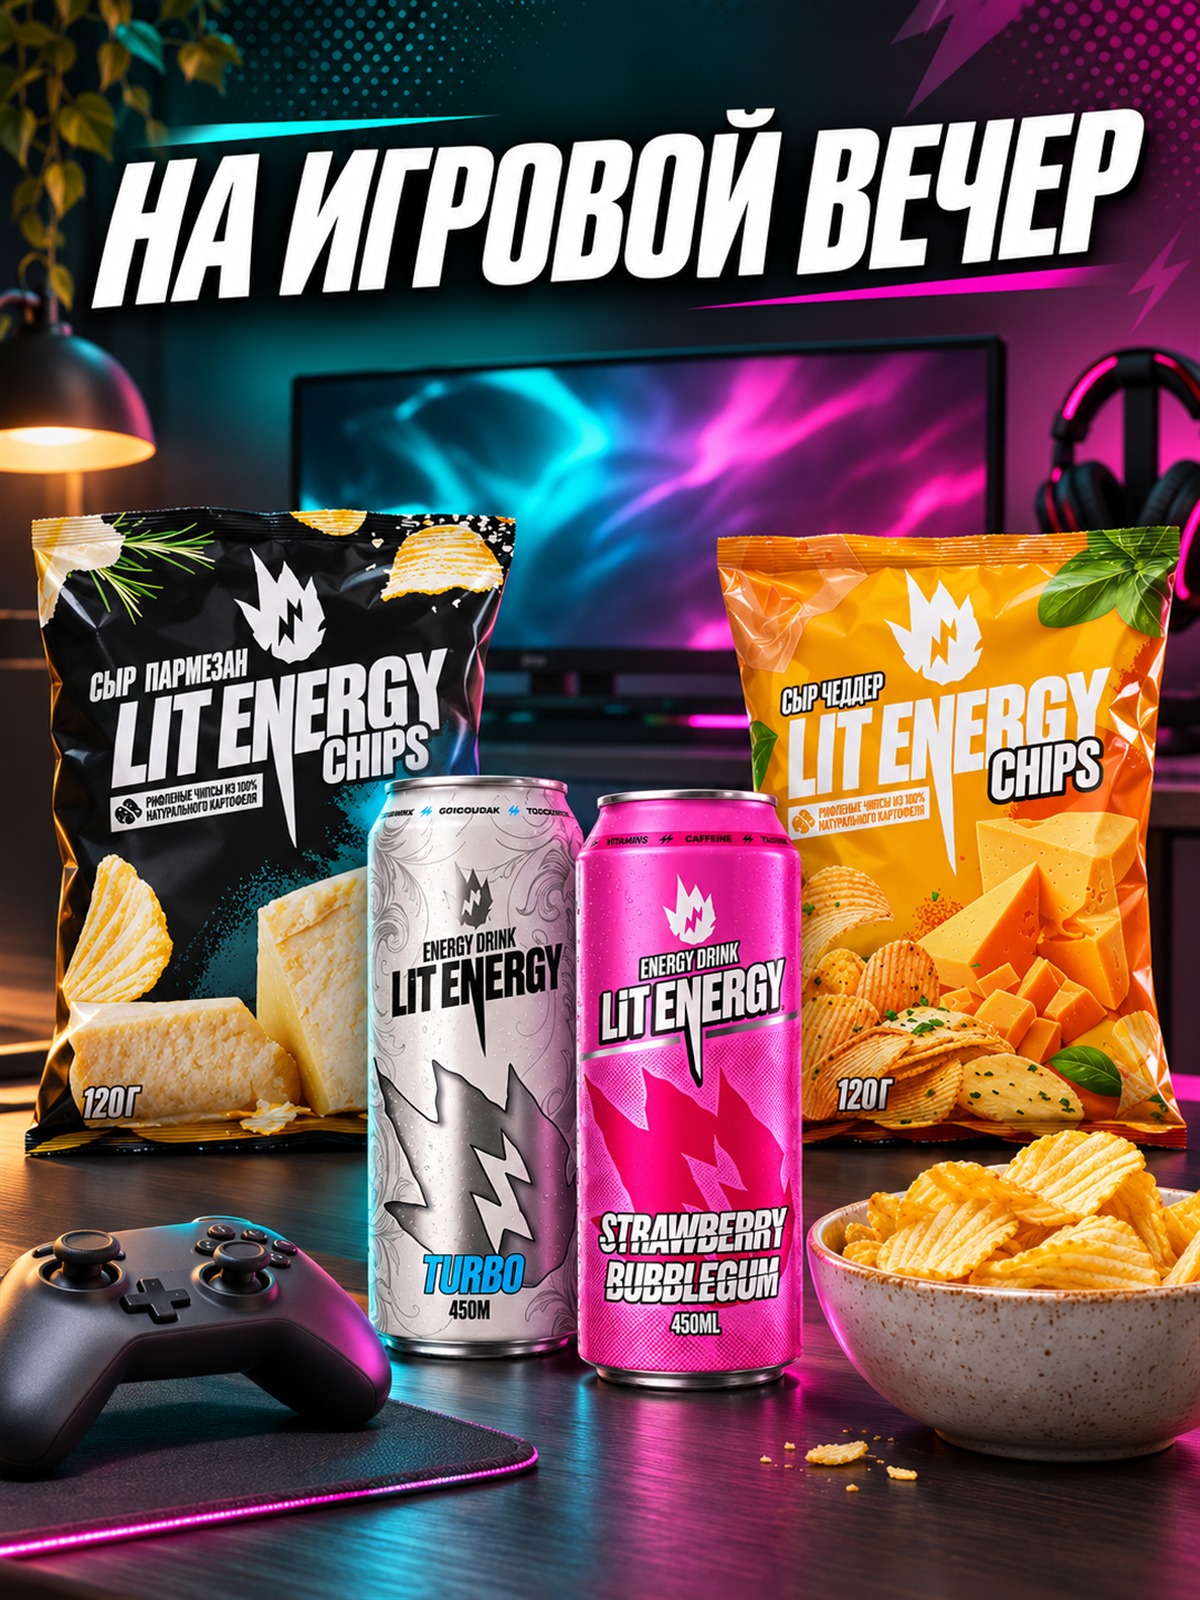 НА ИГРОВОЙ ВЕЧЕР
СЫР ПАРМЕЗАН
LIT ENERGY
CHIPS
РИФЛЕНЫЕ ЧИПСЫ ИЗ 100%
НАТУРАЛЬНОГО КАРТОФЕЛЯ
120Г
СЫР ЧЕДДЕР
LIT ENERGY
CHIPS
РИФЛЕНЫЕ ЧИПСЫ ИЗ 100%
НАТУРАЛЬНОГО КАРТОФЕЛЯ
120Г
ENERGY DRINK
LIT ENERGY
TURBO
450M
VITAMINS CAFFEINE
ENERGY DRINK
LIT ENERGY
STRAWBERRY
BUBBLEGUM
450ML